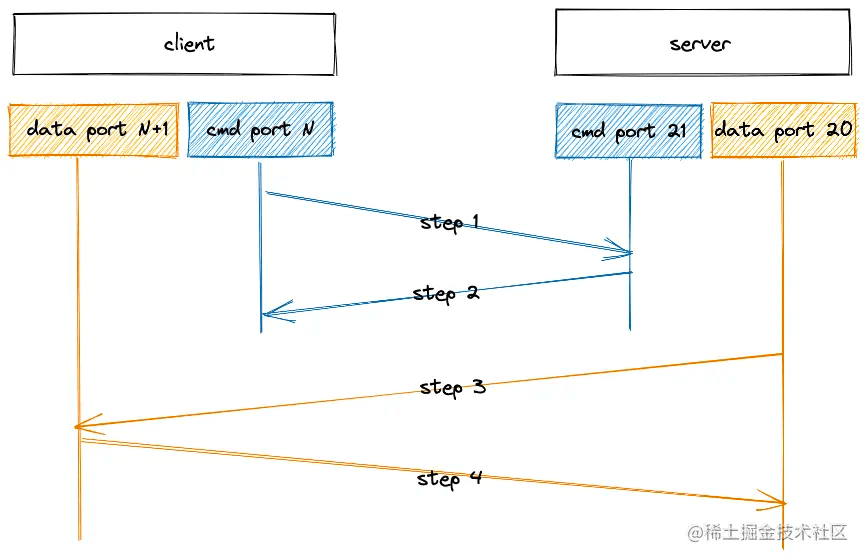 client
server
data port N+1
cmd port N
cmd port 21
data port 20
step 1
step 2
step 3
step 4
@稀土掘金技术社区